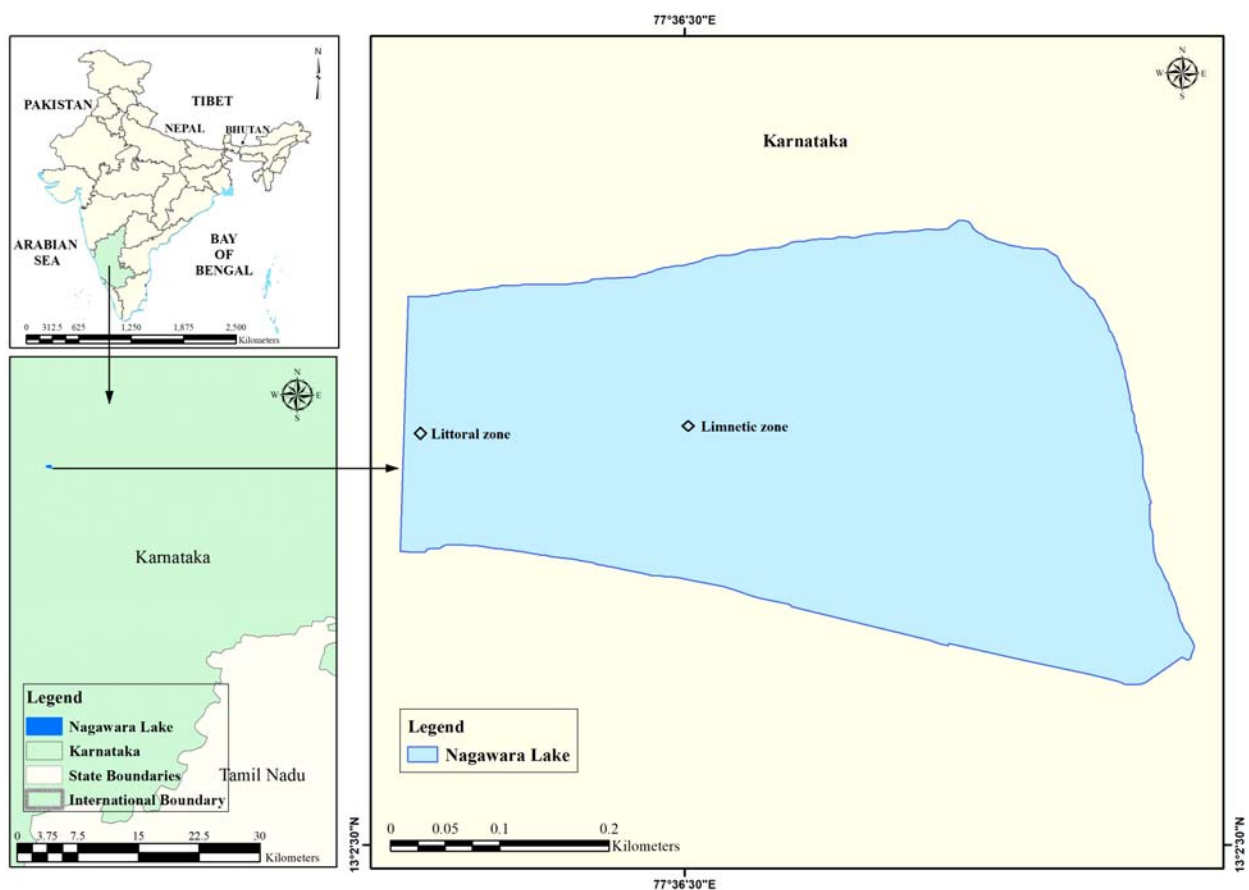 77°36'30"E
N
PAKISTAN
TIBET
NEPAL
BHUTAN
ARABIAN
SEA
BAY
OF
BENGAL
0 312.5 625 1,250 1,875 2,500
Kilometers
N
W E
S
Karnataka
Tamil Nadu
Legend
Nagawara Lake
Karnataka
State Boundaries
International Boundary
0 3.75 7.5 15 22.5 30
Kilometers
N
W E
S
Karnataka
Littoral zone
Limnetic zone
Legend
Nagawara Lake
0 0.05 0.1 0.2
Kilometers
13°2'30"N
13°2'30"N
77°36'30"E